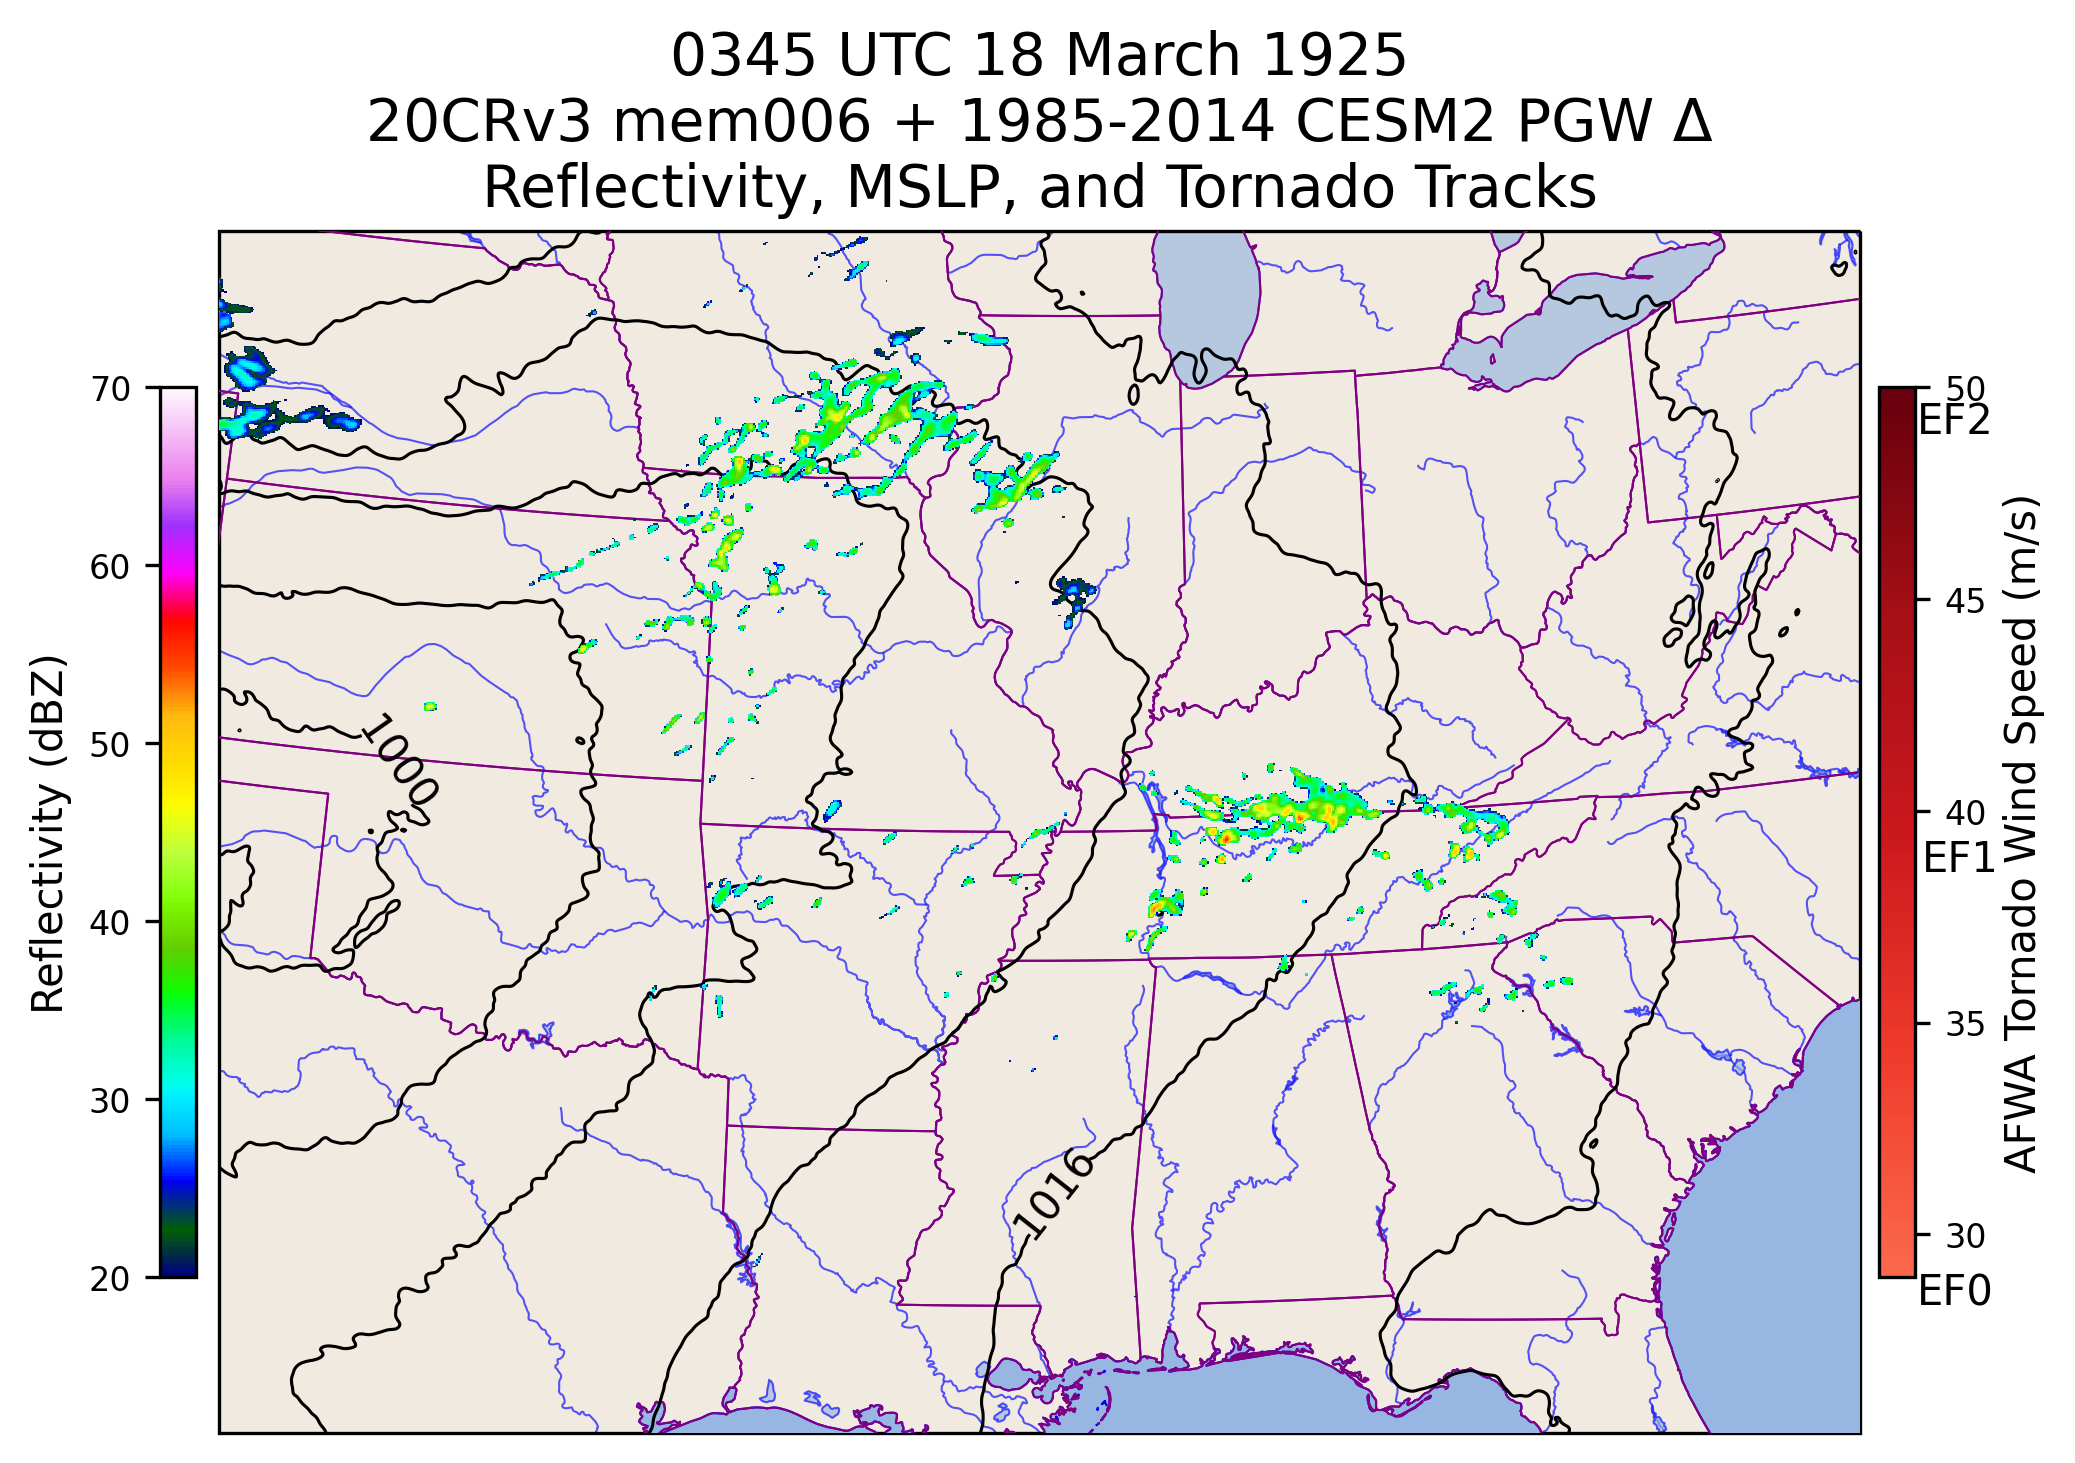 0345 UTC 18 March 1925
20CRv3 mem006 + 1985-2014 CESM2 PGW Δ
Reflectivity, MSLP, and Tornado Tracks
70
60
50
40
30
20
Reflectivity (dBZ)
1000
1016
50
EF2
45
40
EF1
35
30
EF0
AFWA Tornado Wind Speed (m/s)